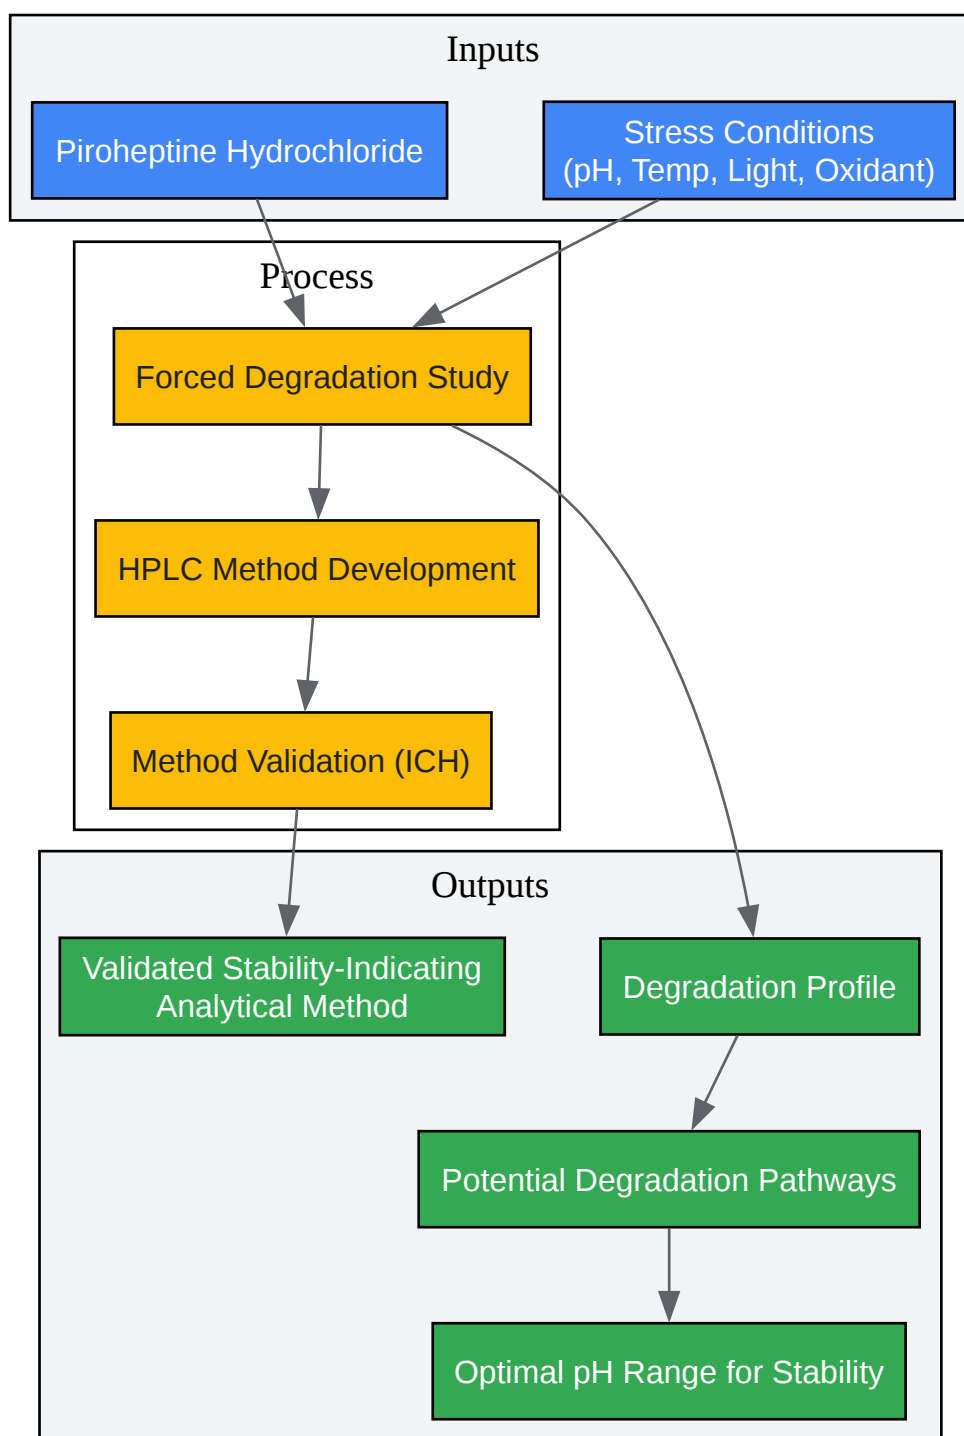 Inputs
Piroheptine Hydrochloride
Stress Conditions
(pH, Temp, Light, Oxidant)
Process
Forced Degradation Study
HPLC Method Development
Method Validation (ICH)
Outputs
Validated Stability-Indicating
Analytical Method
Degradation Profile
Potential Degradation Pathways
Optimal pH Range for Stability